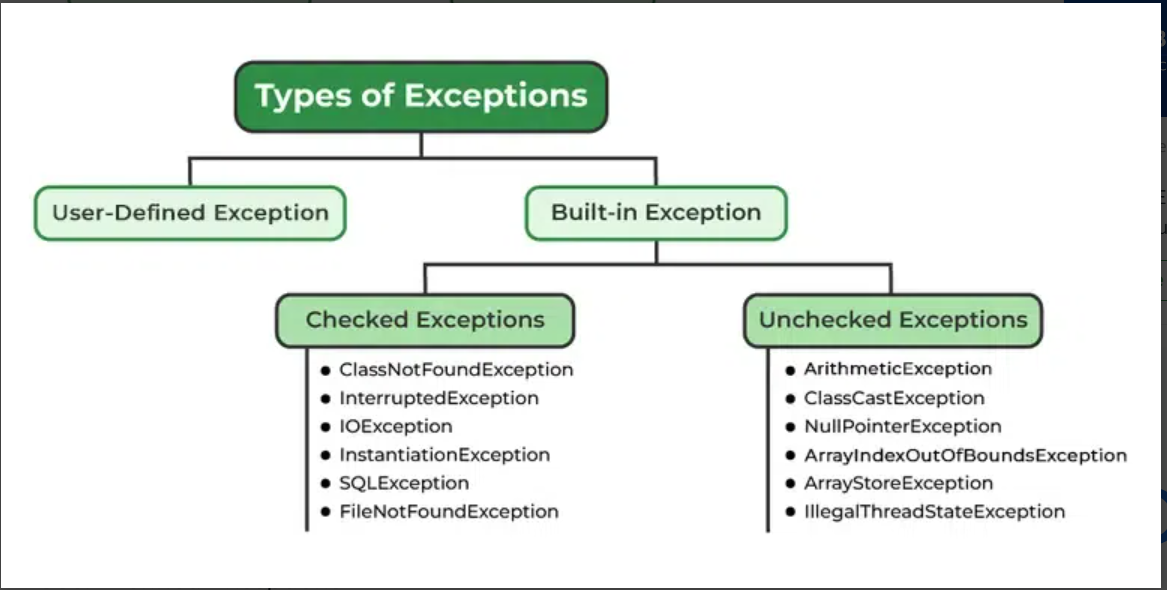 Types of Exceptions
User-Defined Exception
Built-in Exception
Checked Exceptions
ClassNotFoundException
InterruptedException
IOException
InstantiationException
SQLException
FileNotFoundException
Unchecked Exceptions
ArithmeticException
ClassCastException
NullPointerException
ArrayIndexOutOfBoundsException
ArrayStoreException
IllegalThreadStateException